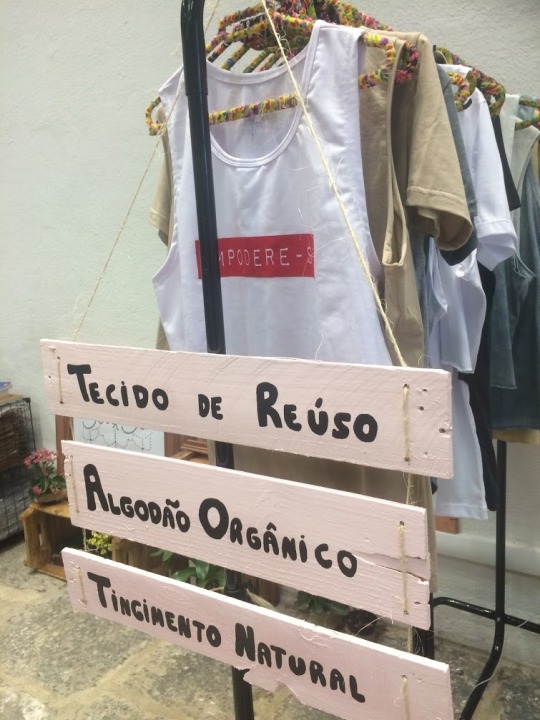 MPODERE-S
TECIDO DE REÚSO
ALGODÃO ORGÂNICO
TINGIMENTO NATURAL